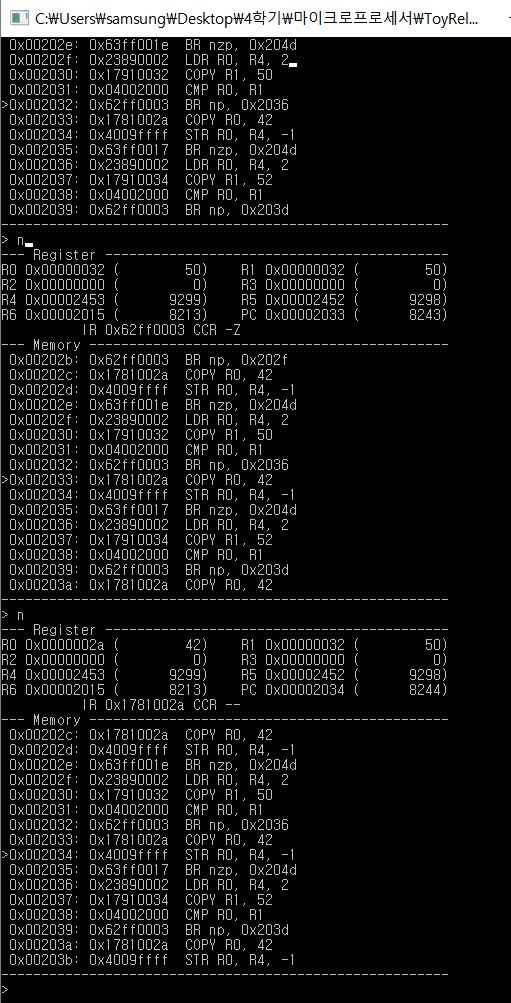 C:\Users\samsung\Desktop\4학기\마이크로프로세서\ToyRel...
0x00202e: 0x63ff001e  BR nzp, 0x204d
0x00202f: 0x23890002  LDR R0, R4, 2
0x002030: 0x17910032  COPY R1, 50
0x002031: 0x04002000  CMP R0, R1
>0x002032: 0x62ff0003  BR np, 0x2036
0x002033: 0x1781002a  COPY R0, 42
0x002034: 0x4009ffff  STR R0, R4, -1
0x002035: 0x63ff0017  BR nzp, 0x204d
0x002036: 0x23890002  LDR R0, R4, 2
0x002037: 0x17910034  COPY R1, 52
0x002038: 0x04002000  CMP R0, R1
0x002039: 0x62ff0003  BR np, 0x203d
--------------------------------------------------------
> n
--- Register -------------------------------------------
R0 0x00000032 (        50)    R1 0x00000032 (        50)
R2 0x00000000 (         0)    R3 0x00000000 (         0)
R4 0x00002453 (      9299)    R5 0x00002452 (      9298)
R6 0x00002015 (      8213)    PC 0x00002033 (      8243)
IR 0x62ff0003 CCR -Z
--- Memory ---------------------------------------------
0x00202b: 0x62ff0003  BR np, 0x202f
0x00202c: 0x1781002a  COPY R0, 42
0x00202d: 0x4009ffff  STR R0, R4, -1
0x00202e: 0x63ff001e  BR nzp, 0x204d
0x00202f: 0x23890002  LDR R0, R4, 2
0x002030: 0x17910032  COPY R1, 50
0x002031: 0x04002000  CMP R0, R1
0x002032: 0x62ff0003  BR np, 0x2036
>0x002033: 0x1781002a  COPY R0, 42
0x002034: 0x4009ffff  STR R0, R4, -1
0x002035: 0x63ff0017  BR nzp, 0x204d
0x002036: 0x23890002  LDR R0, R4, 2
0x002037: 0x17910034  COPY R1, 52
0x002038: 0x04002000  CMP R0, R1
0x002039: 0x62ff0003  BR np, 0x203d
0x00203a: 0x1781002a  COPY R0, 42
--------------------------------------------------------
> n
--- Register -------------------------------------------
R0 0x0000002a (        42)    R1 0x00000032 (        50)
R2 0x00000000 (         0)    R3 0x00000000 (         0)
R4 0x00002453 (      9299)    R5 0x00002452 (      9298)
R6 0x00002015 (      8213)    PC 0x00002034 (      8244)
IR 0x1781002a CCR --
--- Memory ---------------------------------------------
0x00202c: 0x1781002a  COPY R0, 42
0x00202d: 0x4009ffff  STR R0, R4, -1
0x00202e: 0x63ff001e  BR nzp, 0x204d
0x00202f: 0x23890002  LDR R0, R4, 2
0x002030: 0x17910032  COPY R1, 50
0x002031: 0x04002000  CMP R0, R1
0x002032: 0x62ff0003  BR np, 0x2036
0x002033: 0x1781002a  COPY R0, 42
>0x002034: 0x4009ffff  STR R0, R4, -1
0x002035: 0x63ff0017  BR nzp, 0x204d
0x002036: 0x23890002  LDR R0, R4, 2
0x002037: 0x17910034  COPY R1, 52
0x002038: 0x04002000  CMP R0, R1
0x002039: 0x62ff0003  BR np, 0x203d
0x00203a: 0x1781002a  COPY R0, 42
0x00203b: 0x4009ffff  STR R0, R4, -1
--------------------------------------------------------
>